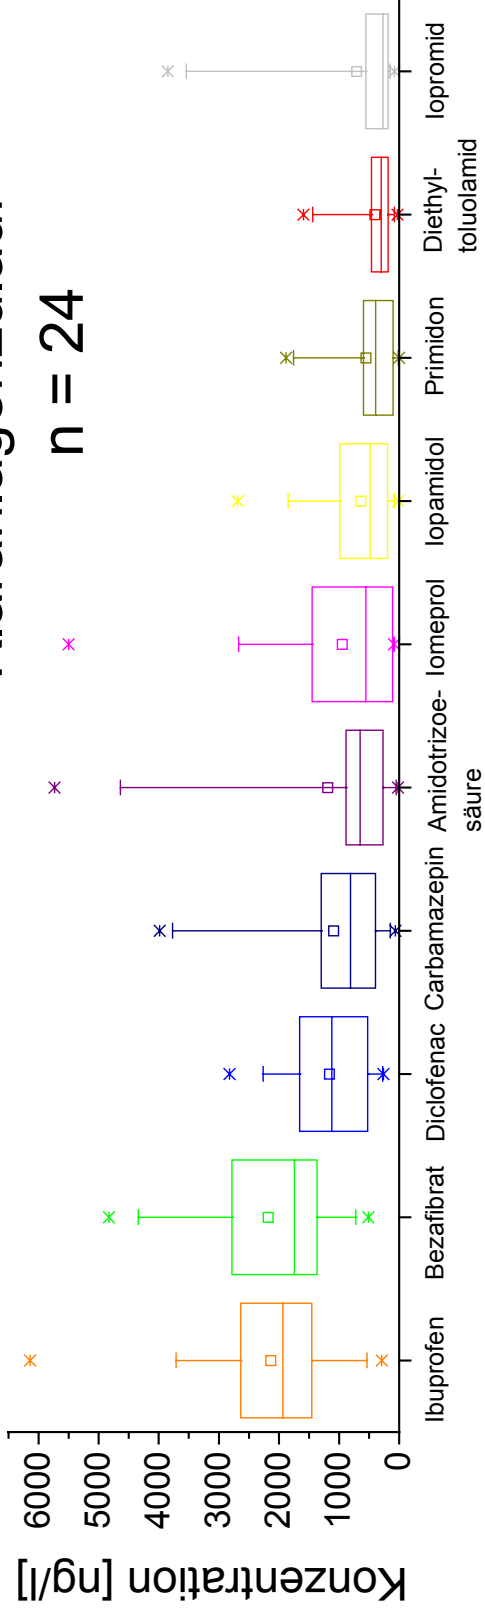 n = 24
Konzentration [ng/l]
6000
5000
4000
3000
2000
1000
0
Ibuprofen
Bezafibrat
Diclofenac
Carbamazepin
Amidotrizoe-
säure
Iomeprol
Iopamidol
Primidon
Diethyl-
toluolamid
Iopromid